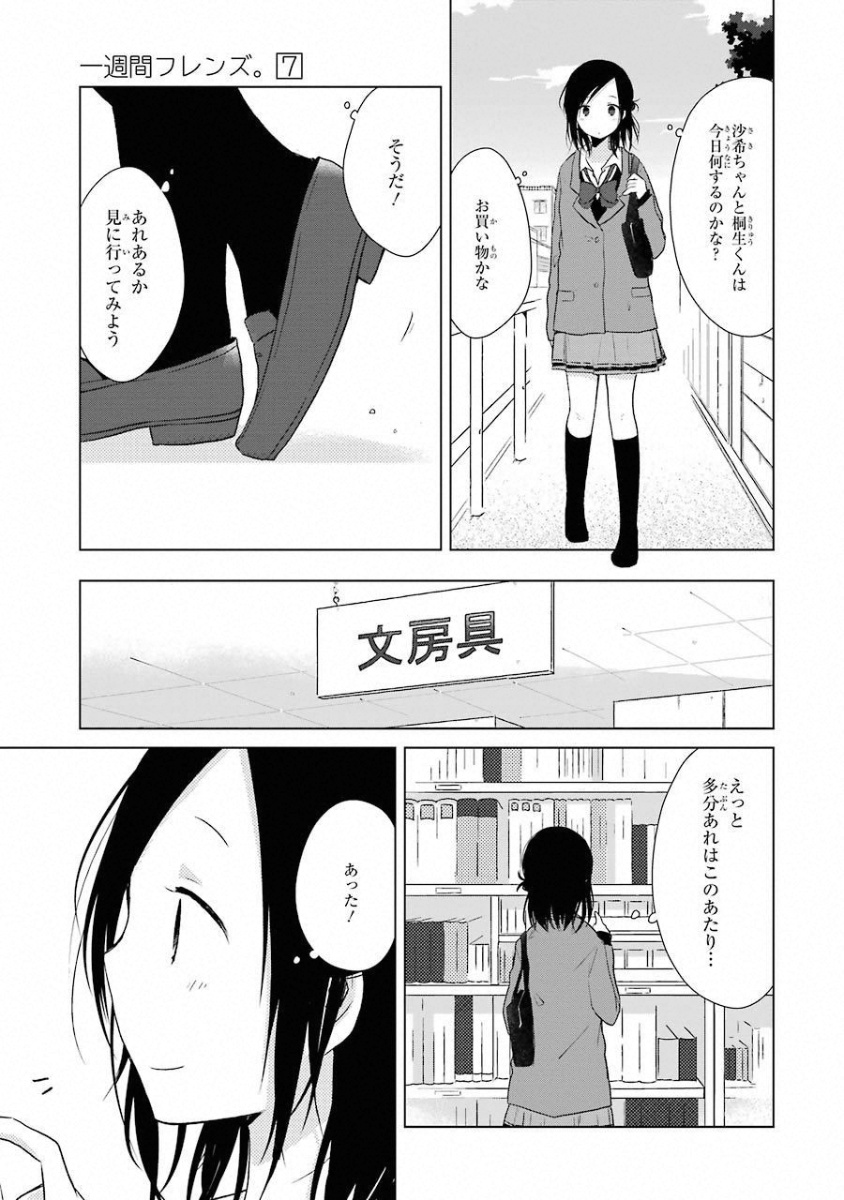 一週間フレンズ。7
沙希ちゃんと桐生くんは
今日何するのかな?
お買い物かな
そうだ!
あれあるか
見に行ってみよう
文房具
えっと
多分あれはこのあたり…
あった!